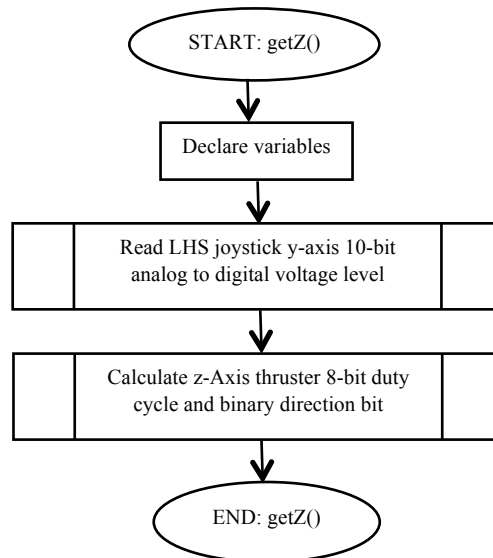 START: getZ()
Declare variables
Read LHS joystick y-axis 10-bit
analog to digital voltage level
Calculate z-Axis thruster 8-bit duty
cycle and binary direction bit
END: getZ()